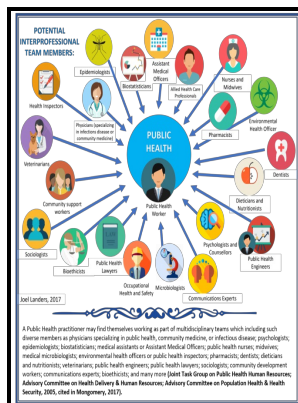 POTENTIAL
INTERPROFESSIONAL
TEAM MEMBERS:
Epidemiologists
Biostatisticians
Assistant
Medical
Officers
Allied Health Care
Professionals
Nurses and
Midwives
Health Inspectors
Physicians (specializing
in infectious disease or
community medicine)
Pharmacists
Environmental
Health Officer
PUBLIC
HEALTH
Veterinarians
Dentists
Community support
workers
Public Health
Worker
Dieticians and
Nutritionists
Sociologists
Bioethicists
Public Health
Lawyers
Occupational
Health and Safety
Microbiologists
Psychologists and
Counsellors
Public Health
Engineers
Communications Experts
Joel Landers, 2017
A Public Health practitioner may find themselves working as part of multidisciplinary teams which including such
diverse members as physicians specializing in public health, community medicine, or infectious disease, psychologists;
epidemiologists; biostatisticians; medical assistants or Assistant Medical Officers; public health nurses, midwives;
medical microbiologists; environmental health officers or public health inspectors; pharmacists; dentists; dieticians
and nutritionists; veterinarians; public health engineers; public health lawyers; sociologists; community development
workers; communications experts; bioethicists; and many more (Joint Task Group on Public Health Human Resources;
Advisory Committee on Health Delivery & Human Resources; Advisory Committee on Population Health & Health
Security, 2005, cited in Mongomery, 2017).